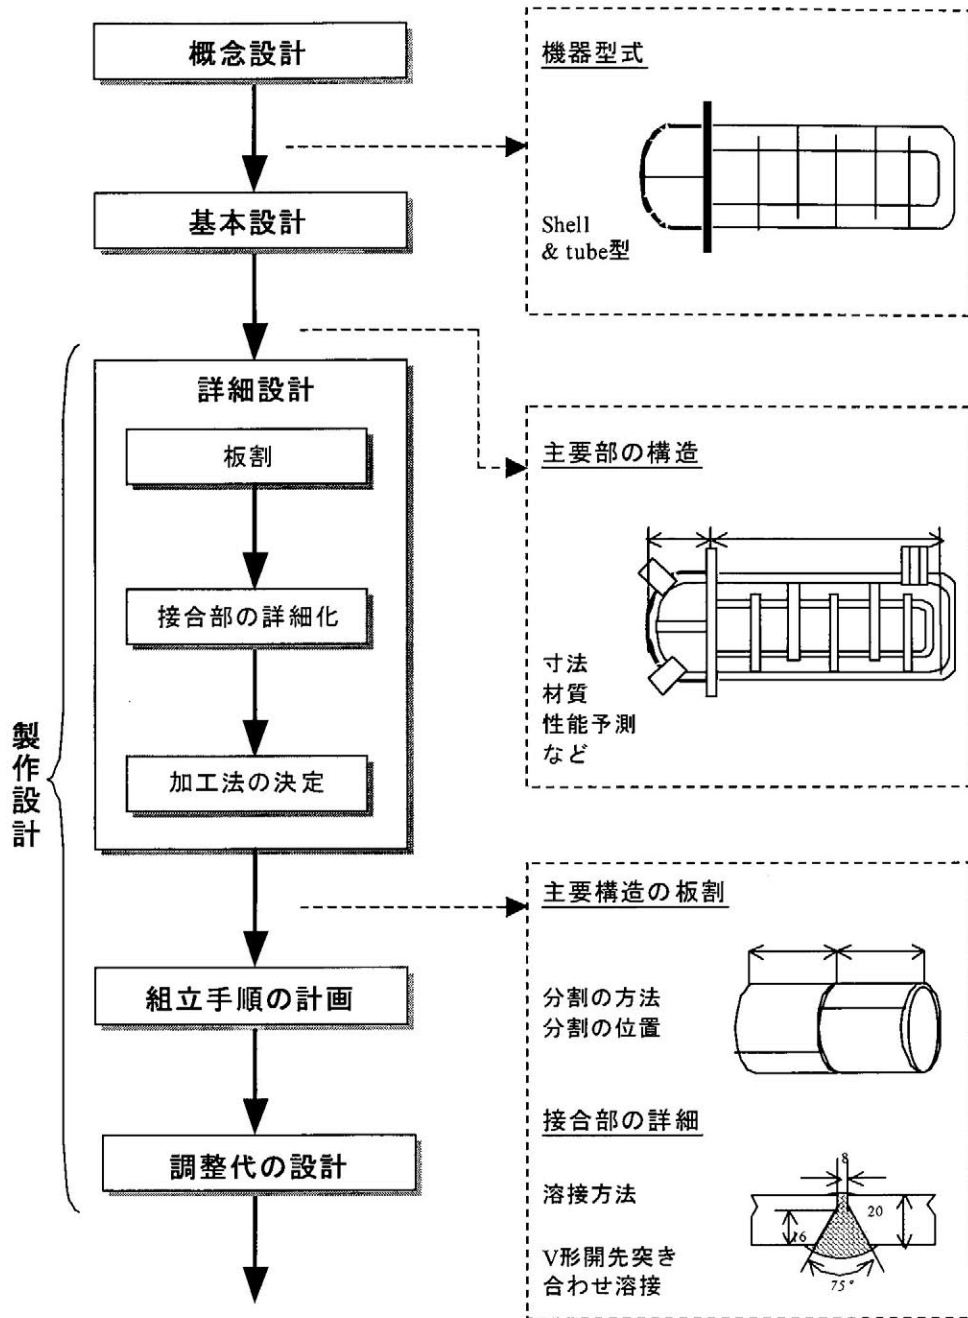 概念設計
基本設計
製作設計
詳細設計
板割
接合部の詳細化
加工法の決定
組立手順の計画
調整代の設計
機器型式
Shell
& tube型
主要部の構造
寸法
材質
性能予測
など
主要構造の板割
分割の方法
分割の位置
接合部の詳細
溶接方法
V形開先突き
合わせ溶接
8
20
16
75°